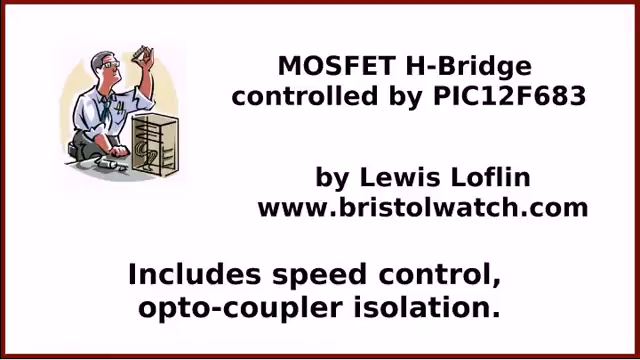 MOSFET H-Bridge
controlled by PIC12F683
by Lewis Loflin
www.bristolwatch.com
Includes speed control,
opto-coupler isolation.